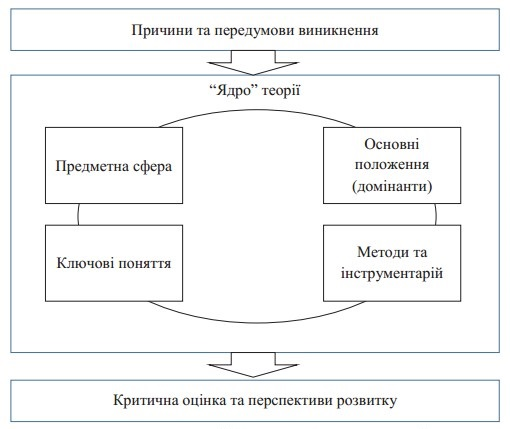 Причини та передумови виникнення
“Ядро” теорії
Предметна сфера
Основні
положення
(домінанти)
Ключові поняття
Методи та
інструментарій
Критична оцінка та перспективи розвитку